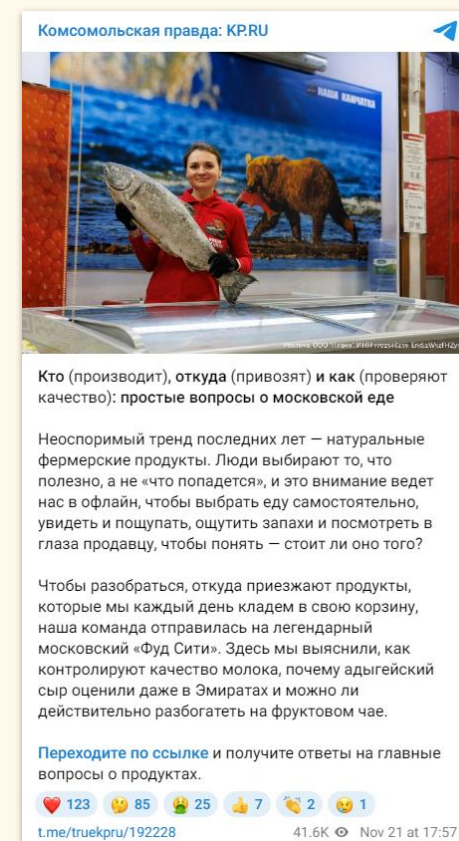 Комсомольская правда: KP.RU
НАША КАМЧАТКА
Кто (производит), откуда (привозят) и как (проверяют
качество): простые вопросы о московской еде
Неоспоримый тренд последних лет — натуральные
фермерские продукты. Люди выбирают то, что
полезно, а не «что попадется», и это внимание ведет
нас в офлайн, чтобы выбрать еду самостоятельно,
увидеть и пощупать, ощутить запахи и посмотреть в
глаза продавцу, чтобы понять — стоит ли оно того?
Чтобы разобраться, откуда приезжают продукты,
которые мы каждый день кладем в свою корзину,
наша команда отправилась на легендарный
московский «Фуд Сити». Здесь мы выяснили, как
контролируют качество молока, почему адыгейский
сыр оценили даже в Эмиратах и можно ли
действительно разбогатеть на фруктовом чае.
Переходите по ссылке и получите ответы на главные
вопросы о продуктах.
123 85 25 7 2 1
t.me/truekpru/192228 41.6K Nov 21 at 17:57